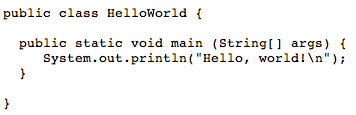 public class HelloWorld {
public static void main (String[] args) {
System.out.println("Hello, world!\n");
}
}